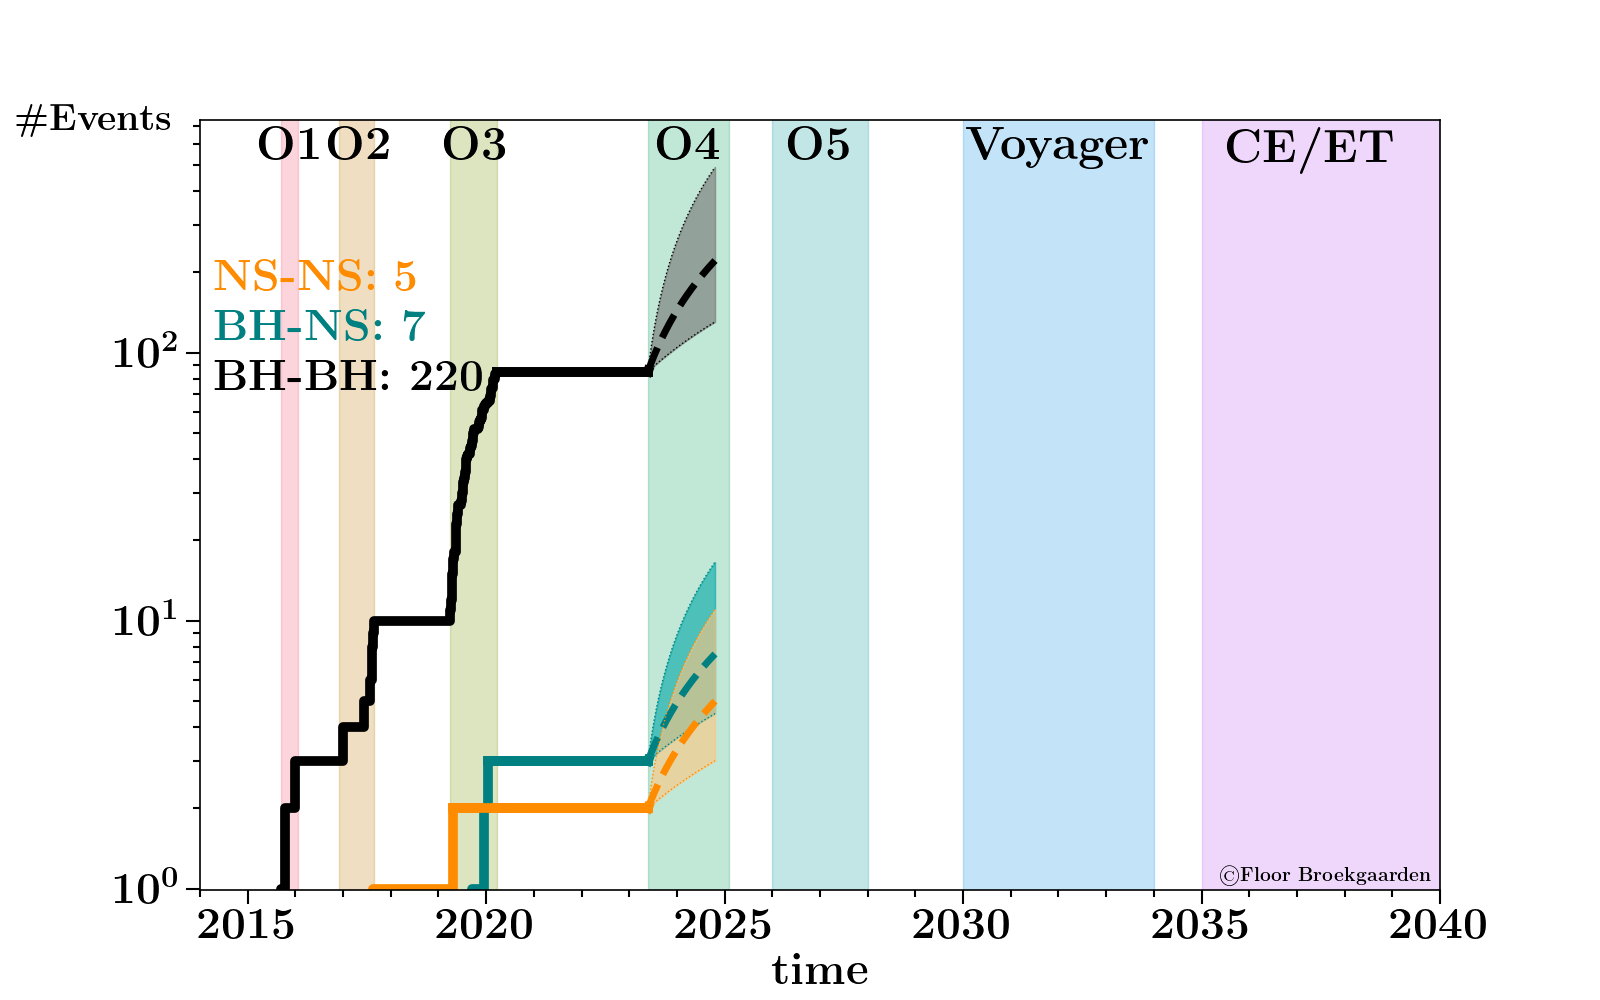 #Events
O1 O2 O3 O4 O5 Voyager CE/ET
NS-NS: 5
BH-NS: 7
BH-BH: 220
10²
10¹
10⁰
©Floor Broekgaarden
2015 2020 2025 2030 2035 2040
time